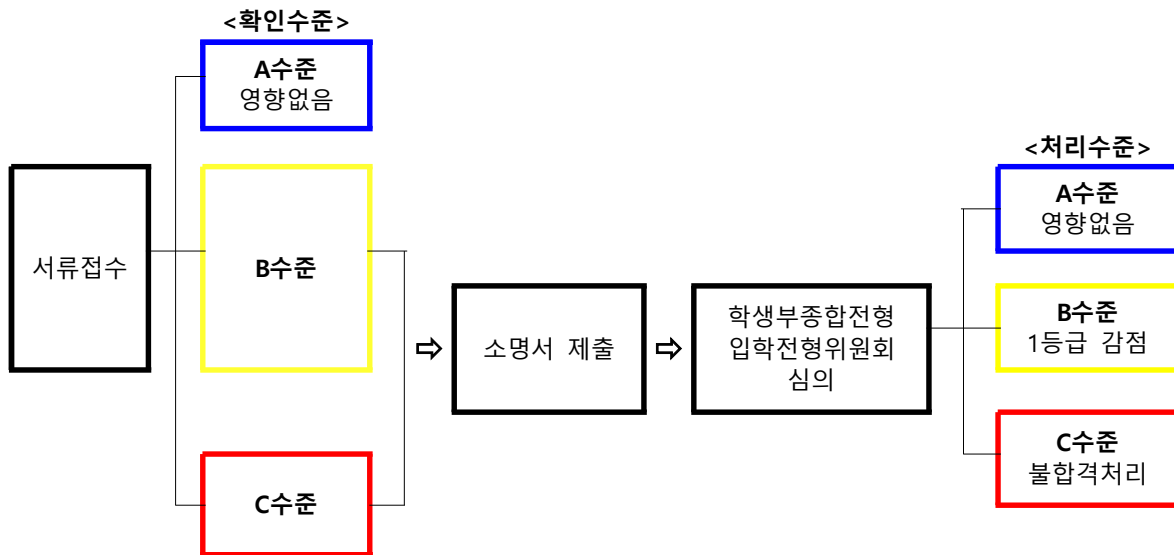 <확인수준>
A수준
영향없음
서류접수
B수준
C수준
소명서 제출
학생부종합전형
입학전형위원회
심의
<처리수준>
A수준
영향없음
B수준
1등급 감점
C수준
불합격처리